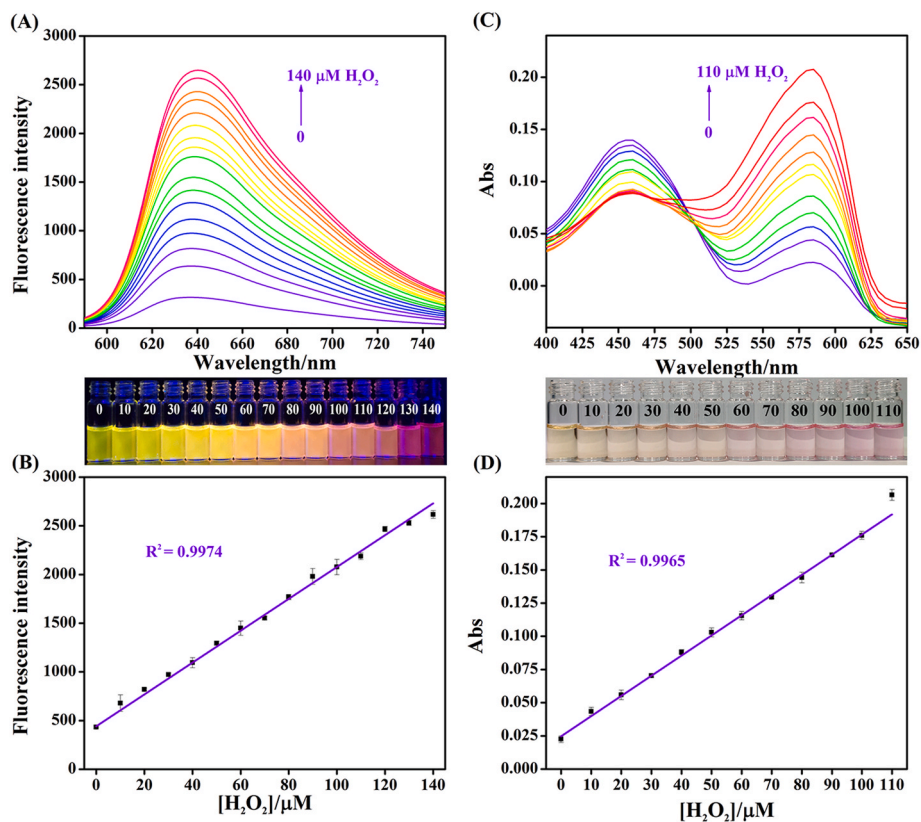 (A)
3000
2500
2000
1500
1000
500
0
Fluorescence intensity
140 μM H₂O₂
0
600 620 640 660 680 700 720 740
Wavelength/nm
(C)
0.20
0.15
0.10
0.05
0.00
Abs
110 μM H₂O₂
0
400 425 450 475 500 525 550 575 600 625 650
Wavelength/nm
0 10 20 30 40 50 60 70 80 90 100 110 120 130 140
0 10 20 30 40 50 60 70 80 90 100 110
(B)
3000
2500
2000
1500
1000
500
0
Fluorescence intensity
R² = 0.9974
0 20 40 60 80 100 120 140
[H₂O₂]/μM
(D)
0.200
0.175
0.150
0.125
0.100
0.075
0.050
0.025
0.000
Abs
R² = 0.9965
0 10 20 30 40 50 60 70 80 90 100 110
[H₂O₂]/μM